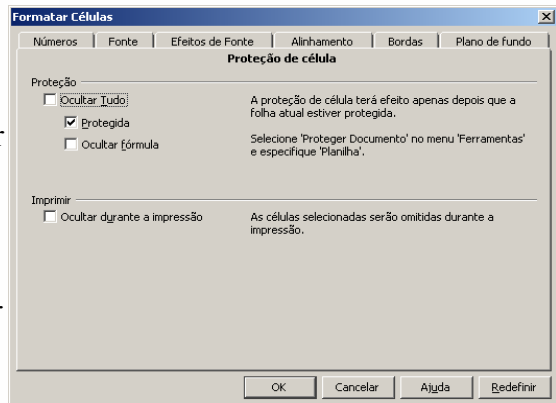 Formatar Células
Números Fonte Efeitos de Fonte Alinhamento Bordas Plano de fundo
Proteção de célula
Proteção
Ocultar Tudo
Protegida
Ocultar fórmula
A proteção de célula terá efeito apenas depois que a
folha atual estiver protegida.
Selecione 'Proteger Documento' no menu 'Ferramentas'
e especifique 'Planilha'.
Imprimir
Ocultar durante a impressão
As células selecionadas serão omitidas durante a
impressão.
OK Cancelar Ajuda Redefinir